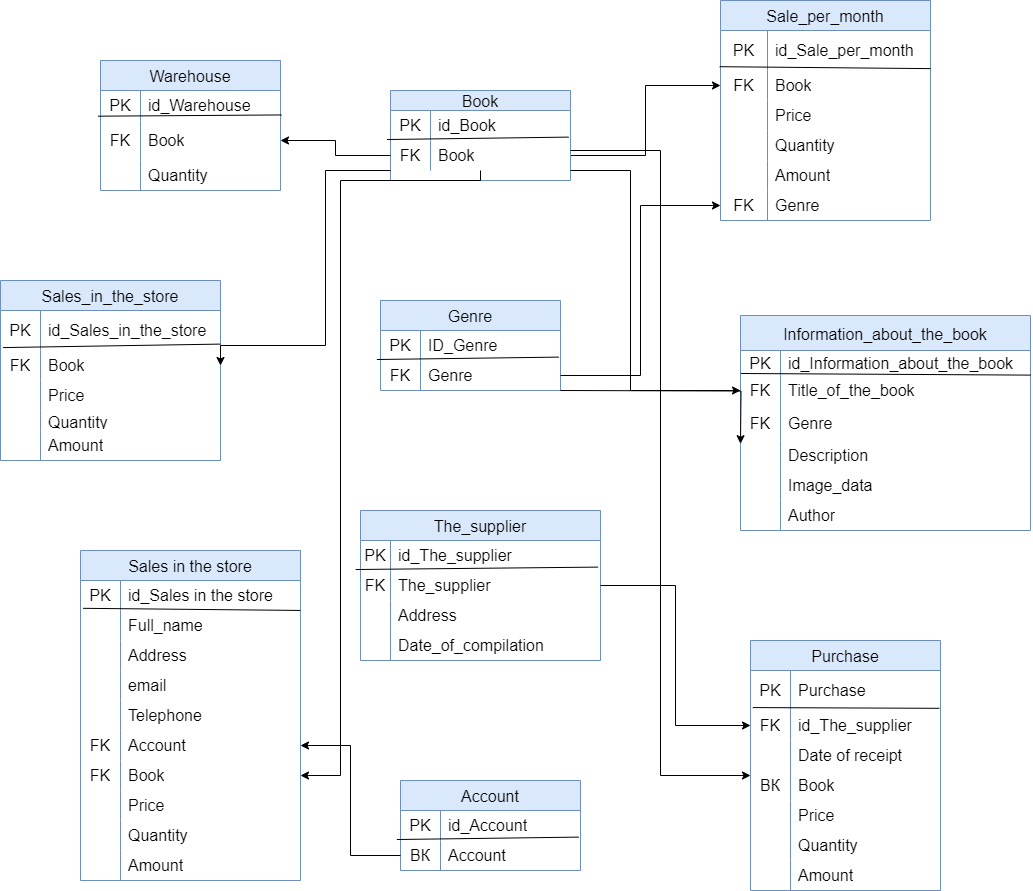 Sale_per_month
PK id_Sale_per_month
FK Book
Price
Quantity
Amount
FK Genre
Warehouse
PK id_Warehouse
FK Book
Quantity
Book
PK id_Book
FK Book
Sales_in_the_store
PK id_Sales_in_the_store
FK Book
Price
Quantity
Amount
Genre
PK ID_Genre
FK Genre
Information_about_the_book
PK id_Information_about_the_book
FK Title_of_the_book
FK Genre
Description
Image_data
Author
The_supplier
PK id_The_supplier
FK The_supplier
Address
Date_of_compilation
Sales in the store
PK id_Sales in the store
Full_name
Address
email
Telephone
FK Account
FK Book
Price
Quantity
Amount
Account
PK id_Account
ВК Account
Purchase
PK Purchase
FK id_The_supplier
Date of receipt
ВК Book
Price
Quantity
Amount